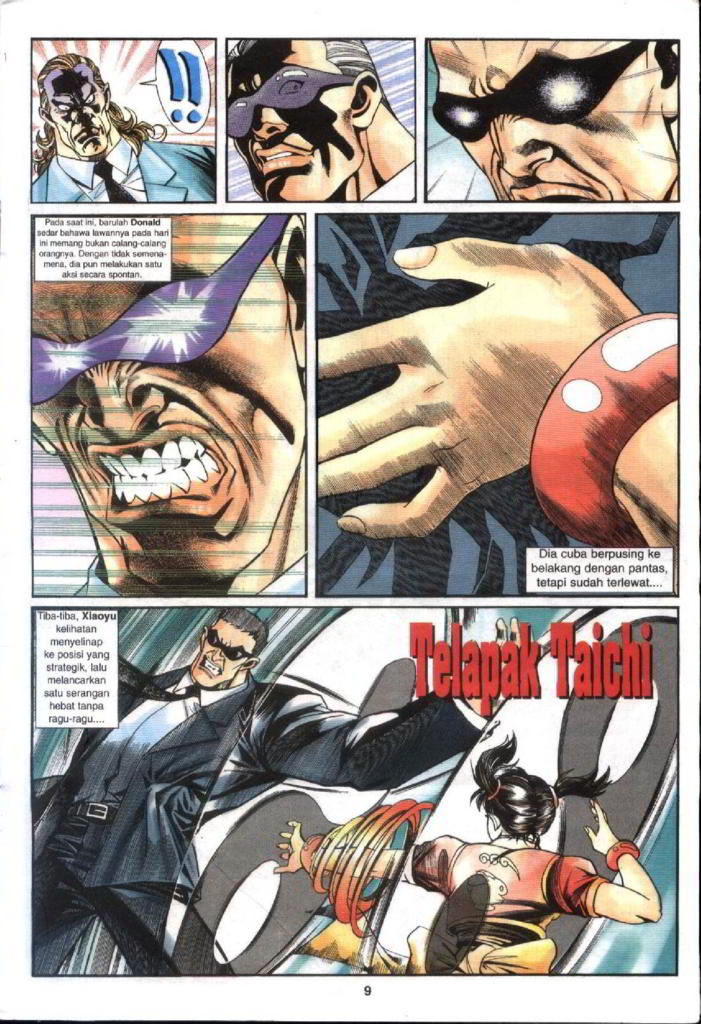 !!
Pada saat ini, barulah Donald
sedar bahawa lawannya pada hari
ini memang bukan calang-calang
orangnya. Dengan tidak semena-
mena, dia pun melakukan satu
aksi secara spontan.
Dia cuba berpusing ke
belakang dengan pantas,
tetapi sudah terlewat....
Tiba-tiba, Xiaoyu
kelihatan
menyelinap
ke posisi yang
strategik, lalu
melancarkan
satu serangan
hebat tanpa
ragu-ragu....
Telapak Taichi
9